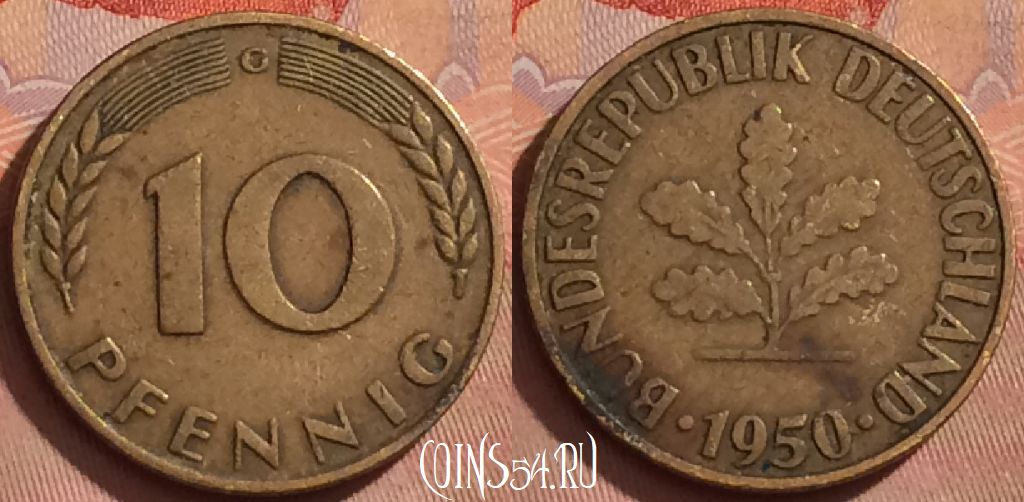 G
10
PFENNIG
BUNDESREPUBLIK DEUTSCHLAND
· 1950 ·
COINS54.RU